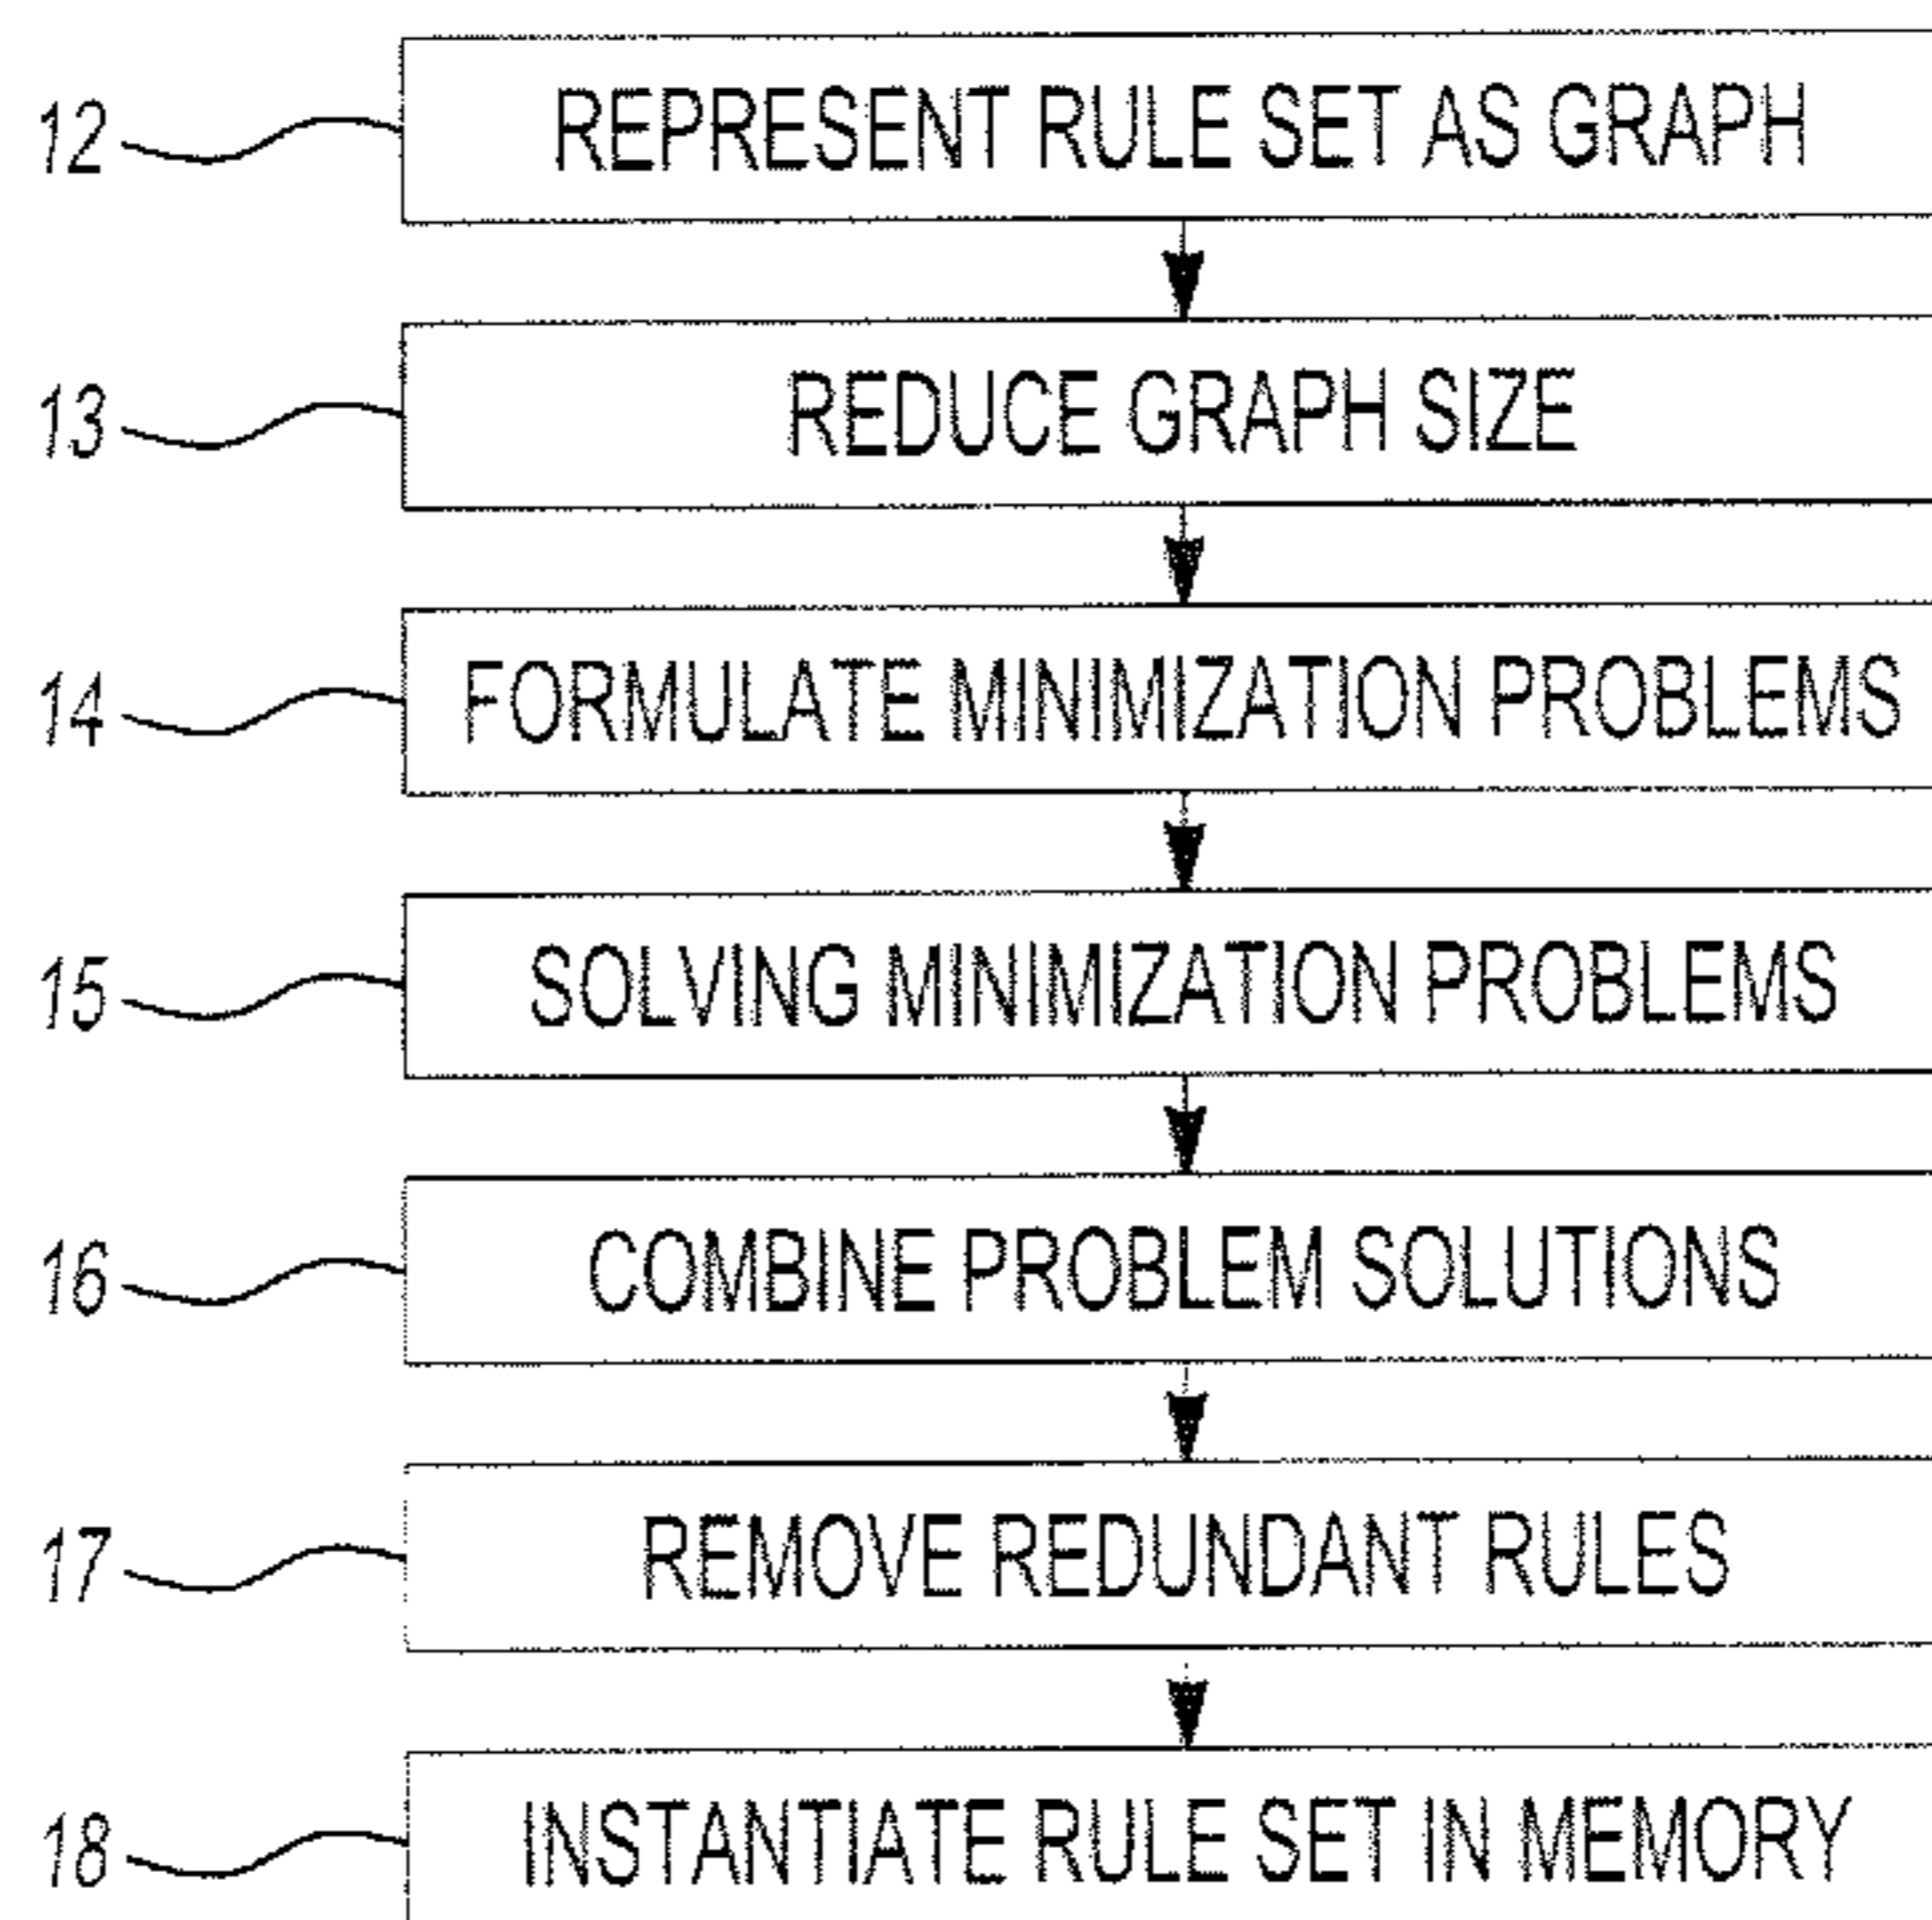 12 REPRESENT RULE SET AS GRAPH
13 REDUCE GRAPH SIZE
14 FORMULATE MINIMIZATION PROBLEMS
15 SOLVING MINIMIZATION PROBLEMS
16 COMBINE PROBLEM SOLUTIONS
17 REMOVE REDUNDANT RULES
18 INSTANTIATE RULE SET IN MEMORY